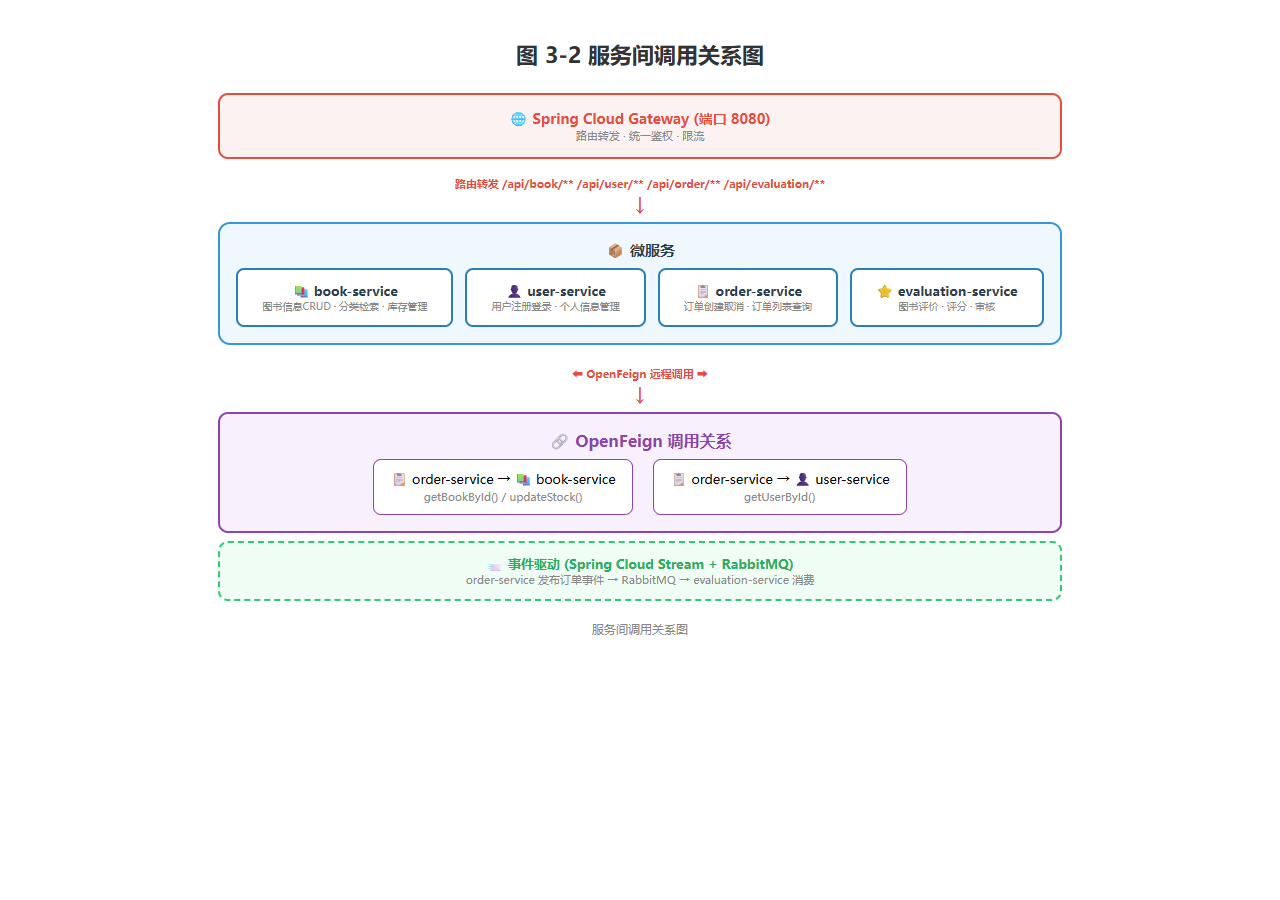 图 3-2 服务间调用关系图
🌐 Spring Cloud Gateway (端口 8080)
路由转发 · 统一鉴权 · 限流
路由转发 /api/book/** /api/user/** /api/order/** /api/evaluation/**
↓
📦 微服务
📚 book-service
图书信息CRUD · 分类检索 · 库存管理
👤 user-service
用户注册登录 · 个人信息管理
📋 order-service
订单创建取消 · 订单列表查询
⭐ evaluation-service
图书评价 · 评分 · 审核
⬅ OpenFeign 远程调用 ➡
↓
🔗 OpenFeign 调用关系
📋 order-service → 📚 book-service
getBookById() / updateStock()
📋 order-service → 👤 user-service
getUserById()
📨 事件驱动 (Spring Cloud Stream + RabbitMQ)
order-service 发布订单事件 → RabbitMQ → evaluation-service 消费
服务间调用关系图